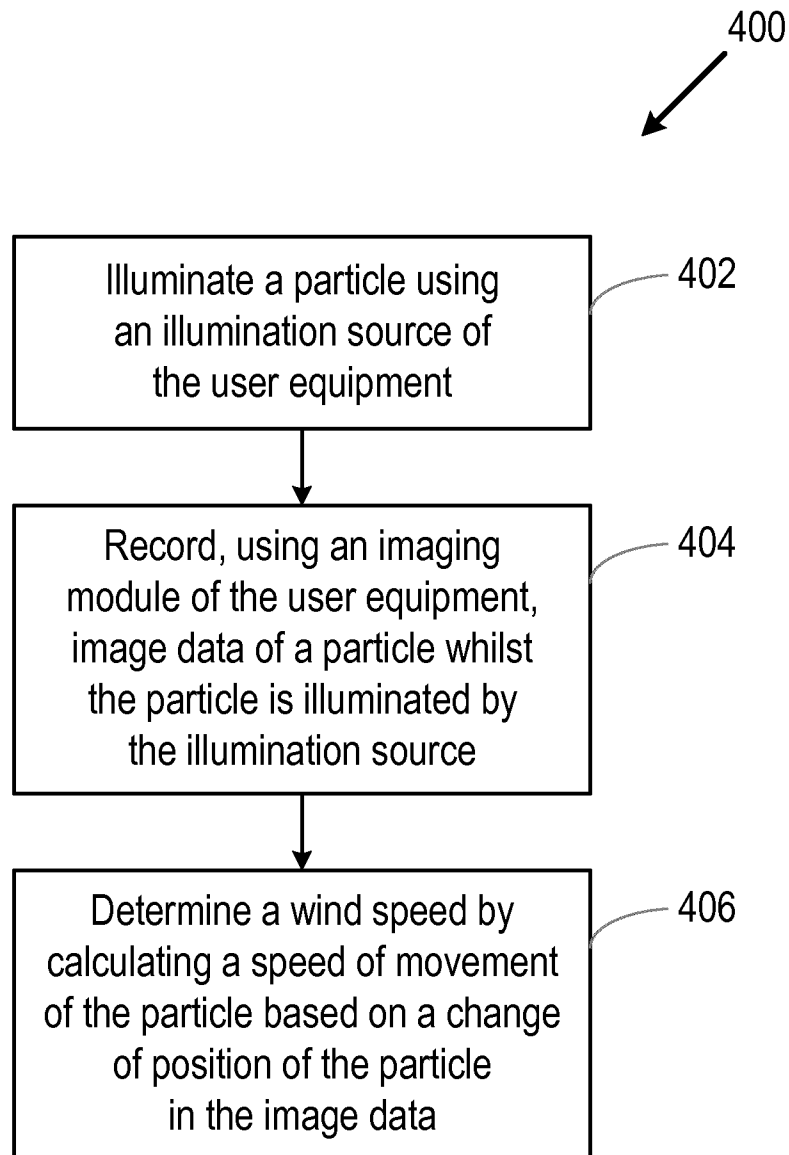 400
Illuminate a particle using
an illumination source of
the user equipment
402
Record, using an imaging
module of the user equipment,
image data of a particle whilst
the particle is illuminated by
the illumination source
404
Determine a wind speed by
calculating a speed of movement
of the particle based on a change
of position of the particle
in the image data
406